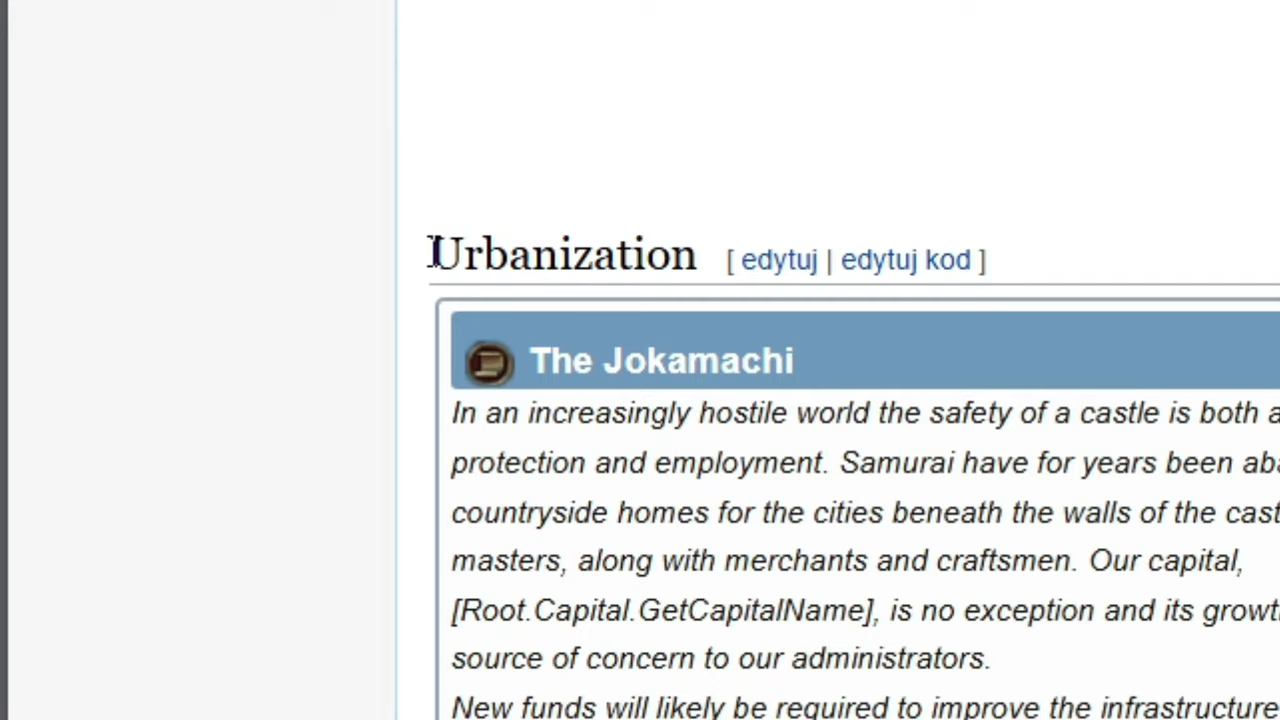 Urbanization [ edytuj | edytuj kod ]
The Jokamachi
In an increasingly hostile world the safety of a castle is both
protection and employment. Samurai have for years been
countryside homes for the cities beneath the walls of the
masters, along with merchants and craftsmen. Our capital,
[Root.Capital.GetCapitalName], is no exception and its
source of concern to our administrators.
New funds will likely be required to improve the infrastructure